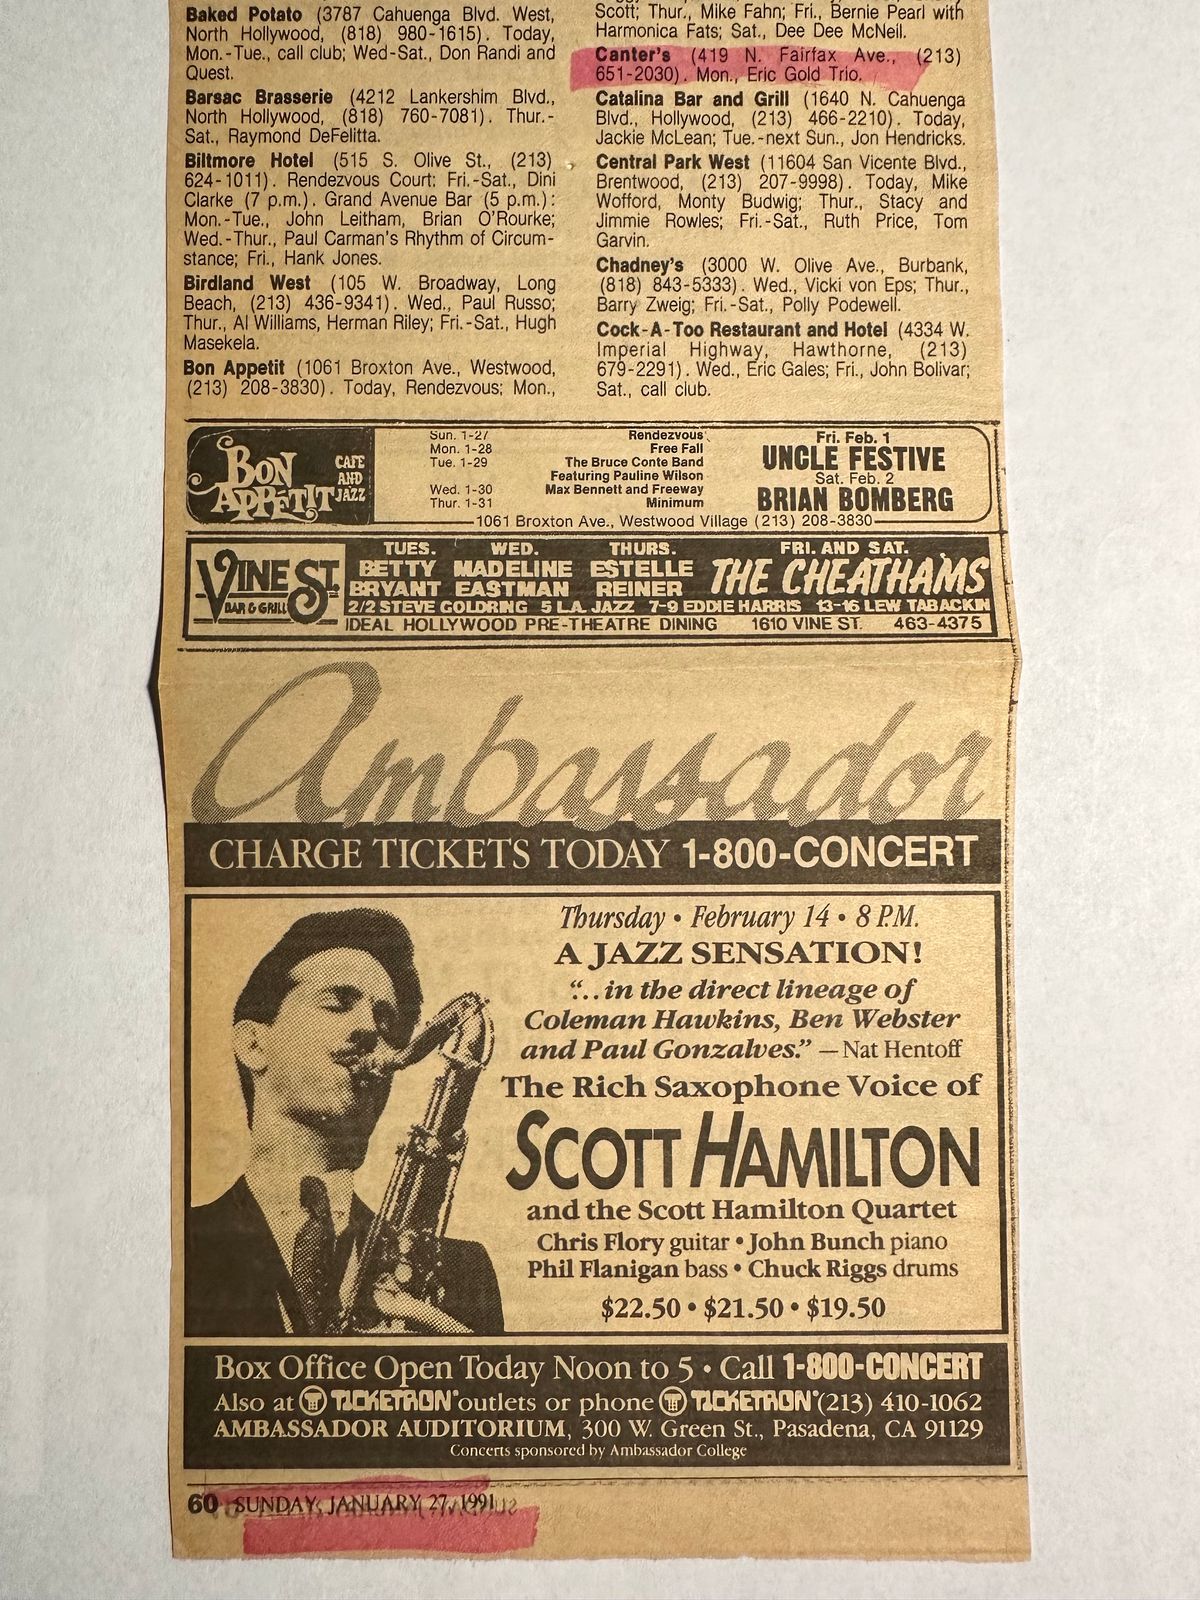 Baked Potato (3787 Cahuenga Blvd. West,
North Hollywood, (818) 980-1615). Today,
Mon.-Tue., call club; Wed-Sat., Don Randi and
Quest.
Barsac Brasserie (4212 Lankershim Blvd.,
North Hollywood, (818) 760-7081). Thur.-
Sat., Raymond DeFelitta.
Biltmore Hotel (515 S. Olive St., (213)
624-1011). Rendezvous Court: Fri.-Sat., Dini
Clarke (7 p.m.). Grand Avenue Bar (5 p.m.):
Mon.-Tue., John Leitham, Brian O'Rourke;
Wed.-Thur., Paul Carman's Rhythm of Circum-
stance; Fri., Hank Jones.
Birdland West (105 W. Broadway, Long
Beach, (213) 436-9341). Wed., Paul Russo;
Thur., Al Williams, Herman Riley; Fri.-Sat., Hugh
Masekela.
Bon Appetit (1061 Broxton Ave., Westwood,
(213) 208-3830). Today, Rendezvous; Mon.,
Scott; Thur., Mike Fahn; Fri., Bernie Pearl with
Harmonica Fats; Sat., Dee Dee McNeil.
Canter's (419 N. Fairfax Ave., (213)
651-2030). Mon., Eric Gold Trio.
Catalina Bar and Grill (1640 N. Cahuenga
Blvd., Hollywood, (213) 466-2210). Today,
Jackie McLean; Tue.-next Sun., Jon Hendricks.
Central Park West (11604 San Vicente Blvd.,
Brentwood, (213) 207-9998). Today, Mike
Wofford, Monty Budwig; Thur., Stacy and
Jimmie Rowles; Fri.-Sat., Ruth Price, Tom
Garvin.
Chadney's (3000 W. Olive Ave., Burbank,
(818) 843-5333). Wed., Vicki von Eps; Thur.,
Barry Zweig; Fri.-Sat., Polly Podewell.
Cock-A-Too Restaurant and Hotel (4334 W.
Imperial Highway, Hawthorne, (213)
679-2291). Wed., Eric Gales; Fri., John Bolivar;
Sat., call club.
BON APPÉTIT CAFE AND JAZZ
Sun. 1-27 Rendezvous
Mon. 1-28 Free Fall
Tue. 1-29 The Bruce Conte Band
Featuring Pauline Wilson
Wed. 1-30 Max Bennett and Freeway
Thur. 1-31 Minimum
Fri. Feb. 1
UNCLE FESTIVE
Sat. Feb. 2
BRIAN BOMBERG
1061 Broxton Ave., Westwood Village (213) 208-3830
VINE ST.
BAR & GRILL
TUES. BETTY BRYANT
WED. MADELINE EASTMAN
THURS. ESTELLE REINER
FRI. AND SAT. THE CHEATHAMS
2/2 STEVE GOLDRING 5 L.A. JAZZ 7-9 EDDIE HARRIS 13-16 LEW TABACKIN
IDEAL HOLLYWOOD PRE-THEATRE DINING 1610 VINE ST. 463-4375
Ambassador
CHARGE TICKETS TODAY 1-800-CONCERT
Thursday • February 14 • 8 P.M.
A JAZZ SENSATION!
"...in the direct lineage of
Coleman Hawkins, Ben Webster
and Paul Gonzalves." — Nat Hentoff
The Rich Saxophone Voice of
SCOTT HAMILTON
and the Scott Hamilton Quartet
Chris Flory guitar • John Bunch piano
Phil Flanigan bass • Chuck Riggs drums
$22.50 • $21.50 • $19.50
Box Office Open Today Noon to 5 • Call 1-800-CONCERT
Also at TICKETRON outlets or phone TICKETRON (213) 410-1062
AMBASSADOR AUDITORIUM, 300 W. Green St., Pasadena, CA 91129
Concerts sponsored by Ambassador College
60 SUNDAY, JANUARY 27, 1991